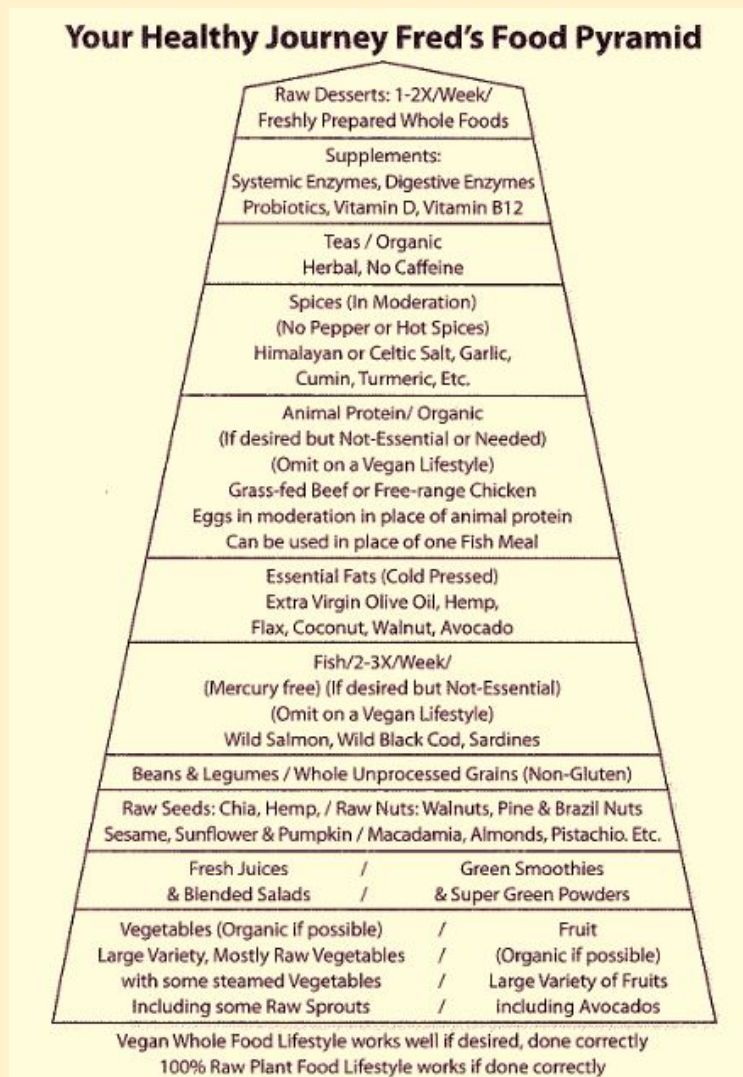 Your Healthy Journey Fred's Food Pyramid
Raw Desserts: 1-2X/Week/
Freshly Prepared Whole Foods
Supplements:
Systemic Enzymes, Digestive Enzymes
Probiotics, Vitamin D, Vitamin B12
Teas / Organic
Herbal, No Caffeine
Spices (In Moderation)
(No Pepper or Hot Spices)
Himalayan or Celtic Salt, Garlic,
Cumin, Turmeric, Etc.
Animal Protein/ Organic
(If desired but Not-Essential or Needed)
(Omit on a Vegan Lifestyle)
Grass-fed Beef or Free-range Chicken
Eggs in moderation in place of animal protein
Can be used in place of one Fish Meal
Essential Fats (Cold Pressed)
Extra Virgin Olive Oil, Hemp,
Flax, Coconut, Walnut, Avocado
Fish/2-3X/Week/
(Mercury free) (If desired but Not-Essential)
(Omit on a Vegan Lifestyle)
Wild Salmon, Wild Black Cod, Sardines
Beans & Legumes / Whole Unprocessed Grains (Non-Gluten)
Raw Seeds: Chia, Hemp, / Raw Nuts: Walnuts, Pine & Brazil Nuts
Sesame, Sunflower & Pumpkin / Macadamia, Almonds, Pistachio. Etc.
Fresh Juices / Green Smoothies
& Blended Salads / & Super Green Powders
Vegetables (Organic if possible) / Fruit
Large Variety, Mostly Raw Vegetables / (Organic if possible)
with some steamed Vegetables / Large Variety of Fruits
Including some Raw Sprouts / including Avocados
Vegan Whole Food Lifestyle works well if desired, done correctly
100% Raw Plant Food Lifestyle works if done correctly